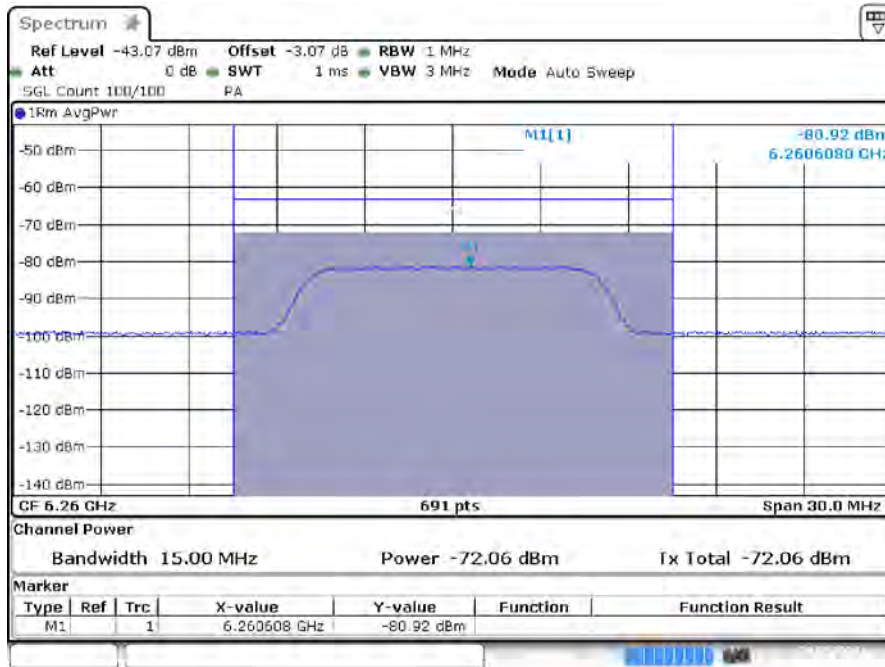 Spectrum
Ref Level -43.07 dBm Offset -3.07 dB RBW 1 MHz
Att 0 dB SWT 1 ms VBW 3 MHz Mode Auto Sweep
SGL Count 100/100 PA
1Rm AvgPwr
M1[1] -80.92 dBm
6.2606080 GHz
-50 dBm
-60 dBm
-70 dBm
M1
-80 dBm
-90 dBm
-100 dBm
-110 dBm
-120 dBm
-130 dBm
-140 dBm
CF 6.26 GHz 691 pts Span 30.0 MHz
Channel Power
Bandwidth 15.00 MHz Power -72.06 dBm Tx Total -72.06 dBm
Marker
Type Ref Trc X-value Y-value Function Function Result
M1 1 6.260608 GHz -80.92 dBm